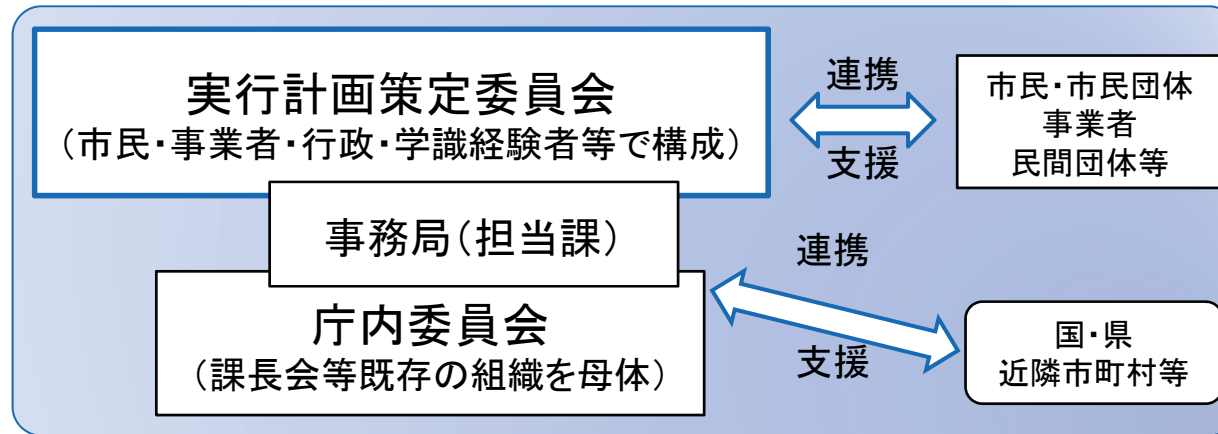 実行計画策定委員会
(市民・事業者・行政・学識経験者等で構成)
連携
支援
市民・市民団体
事業者
民間団体等
事務局(担当課)
庁内委員会
(課長会等既存の組織を母体)
連携
支援
国・県
近隣市町村等